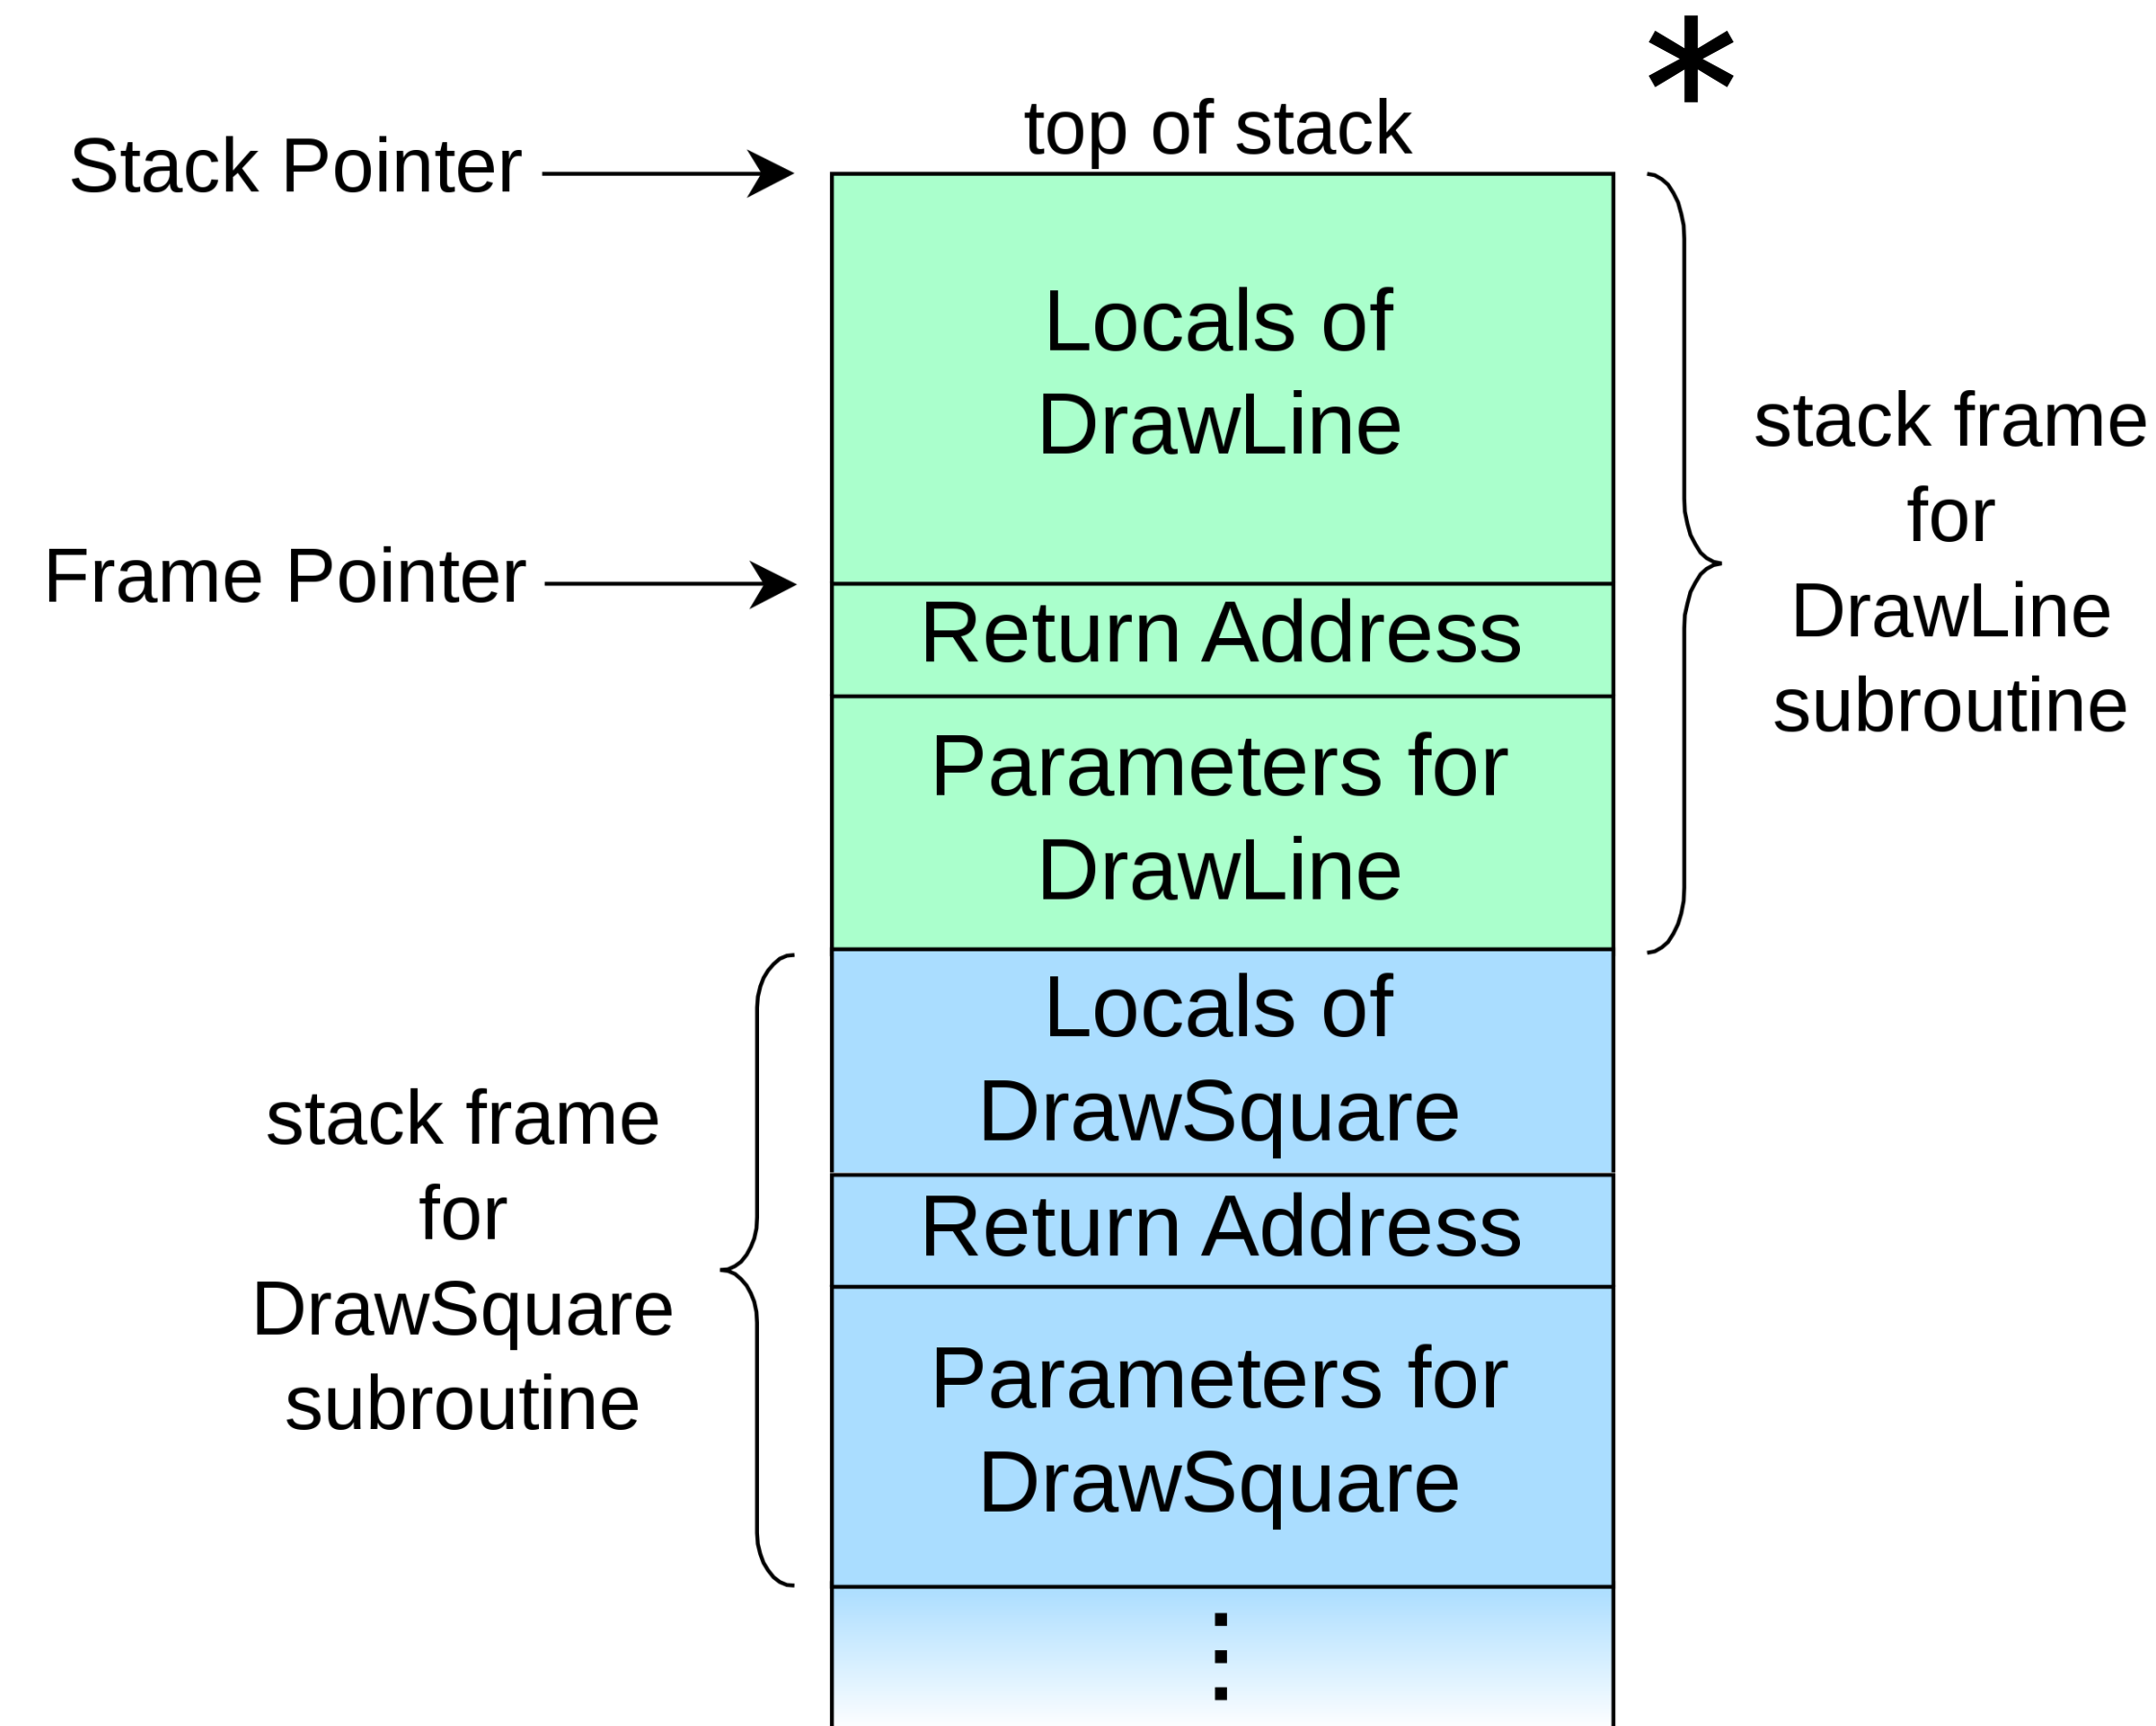 *
top of stack
Stack Pointer
Locals of
DrawLine
stack frame
for
DrawLine
subroutine
Frame Pointer
Return Address
Parameters for
DrawLine
Locals of
DrawSquare
stack frame
for
DrawSquare
subroutine
Return Address
Parameters for
DrawSquare
⋮